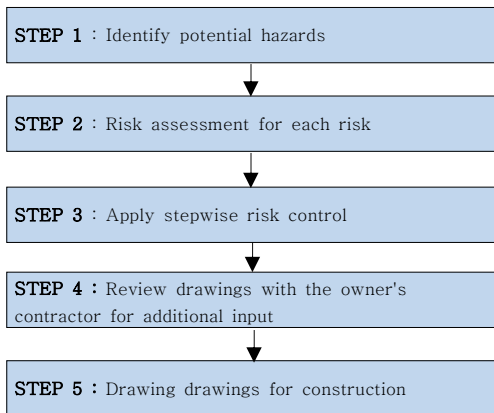 STEP 1 : Identify potential hazards
STEP 2 : Risk assessment for each risk
STEP 3 : Apply stepwise risk control
STEP 4 : Review drawings with the owner's
contractor for additional input
STEP 5 : Drawing drawings for construction